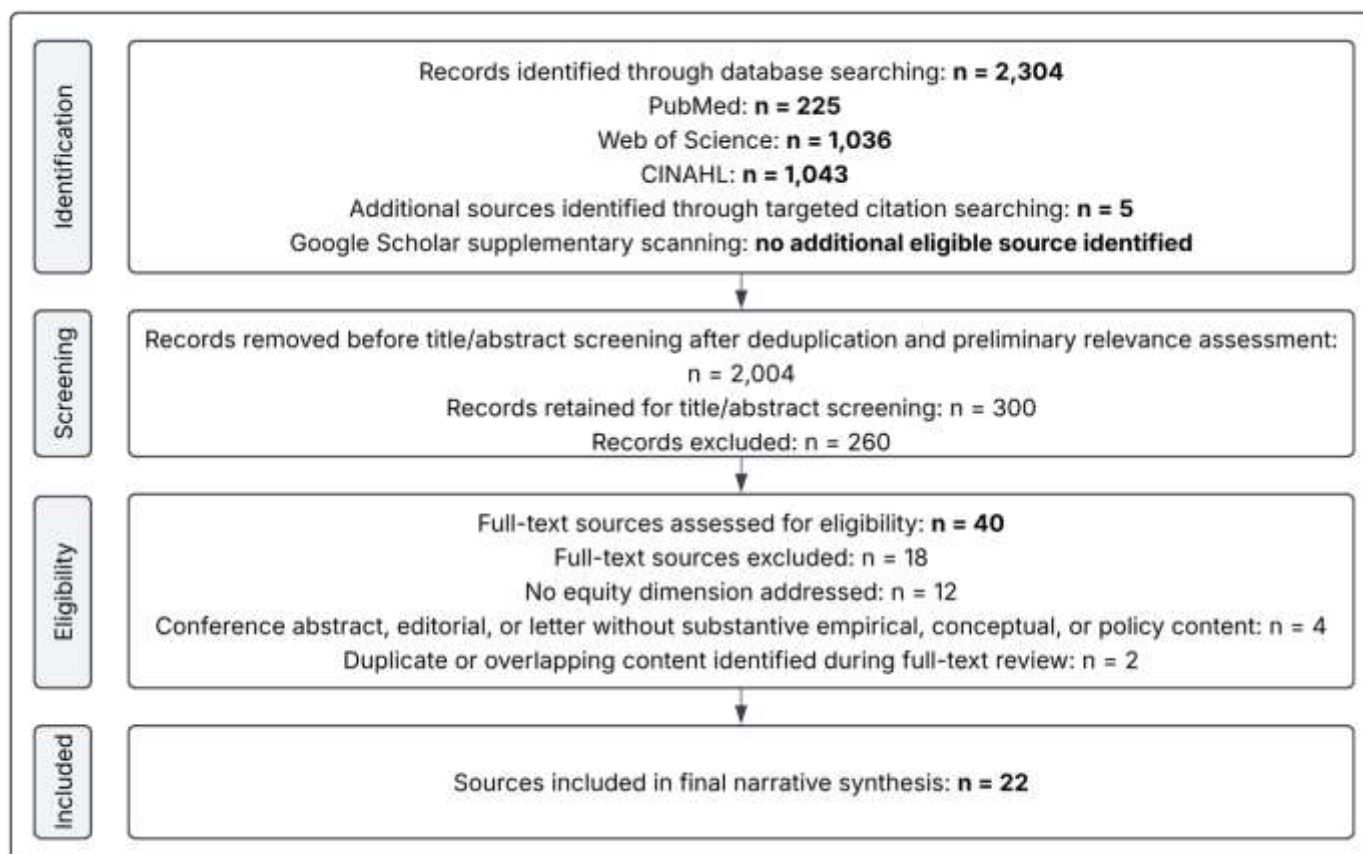 Identification
Records identified through database searching: n = 2,304
PubMed: n = 225
Web of Science: n = 1,036
CINAHL: n = 1,043
Additional sources identified through targeted citation searching: n = 5
Google Scholar supplementary scanning: no additional eligible source identified
Screening
Records removed before title/abstract screening after deduplication and preliminary relevance assessment:
n = 2,004
Records retained for title/abstract screening: n = 300
Records excluded: n = 260
Eligibility
Full-text sources assessed for eligibility: n = 40
Full-text sources excluded: n = 18
No equity dimension addressed: n = 12
Conference abstract, editorial, or letter without substantive empirical, conceptual, or policy content: n = 4
Duplicate or overlapping content identified during full-text review: n = 2
Included
Sources included in final narrative synthesis: n = 22